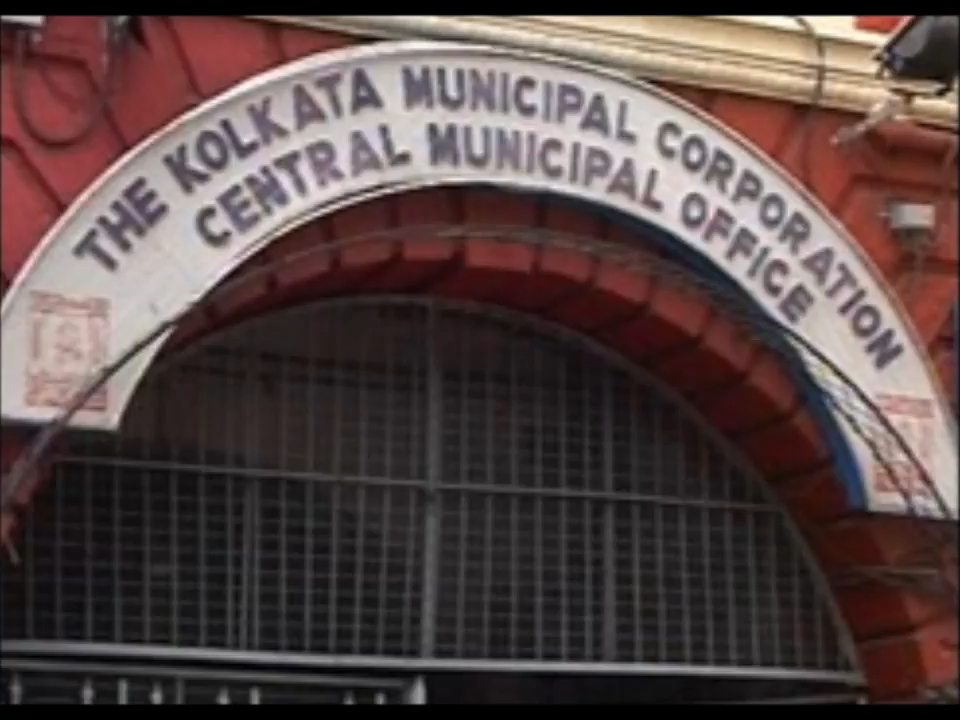 THE KOLKATA MUNICIPAL CORPORATION
CENTRAL MUNICIPAL OFFICE